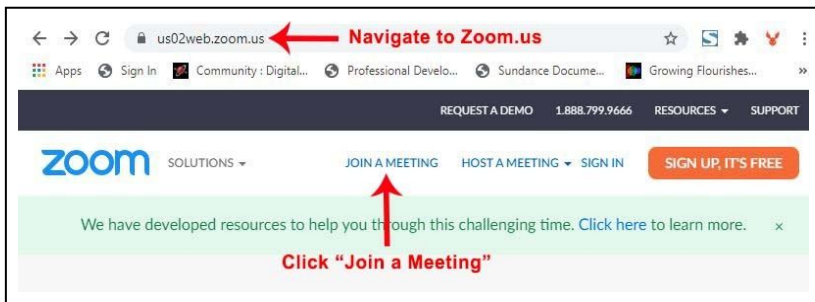 us02web.zoom.us Navigate to Zoom.us
Apps Sign In Community : Digital... Professional Develo... Sundance Docume... Growing Flourishes... »
REQUEST A DEMO 1.888.799.9666 RESOURCES SUPPORT
zoom SOLUTIONS JOIN A MEETING HOST A MEETING SIGN IN SIGN UP, IT'S FREE
We have developed resources to help you through this challenging time. Click here to learn more. ×
Click “Join a Meeting”